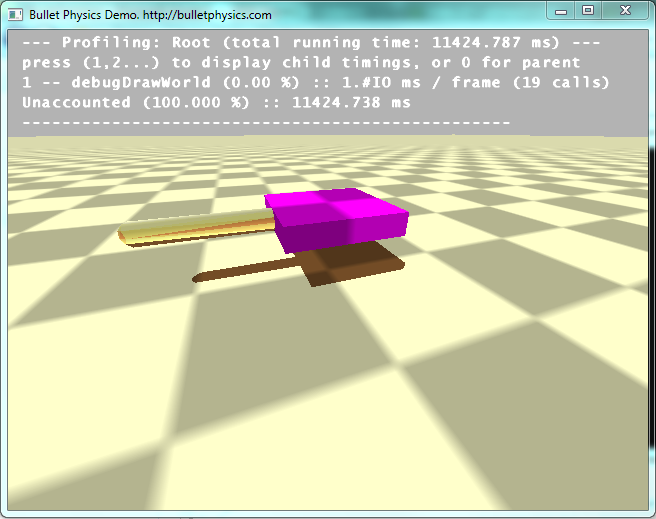 Bullet Physics Demo. http://bulletphysics.com
--- Profiling: Root (total running time: 11424.787 ms) ---
press (1,2...) to display child timings, or 0 for parent
1 -- debugDrawWorld (0.00 %) :: 1.#IO ms / frame (19 calls)
Unaccounted (100.000 %) :: 11424.738 ms
-------------------------------------------------